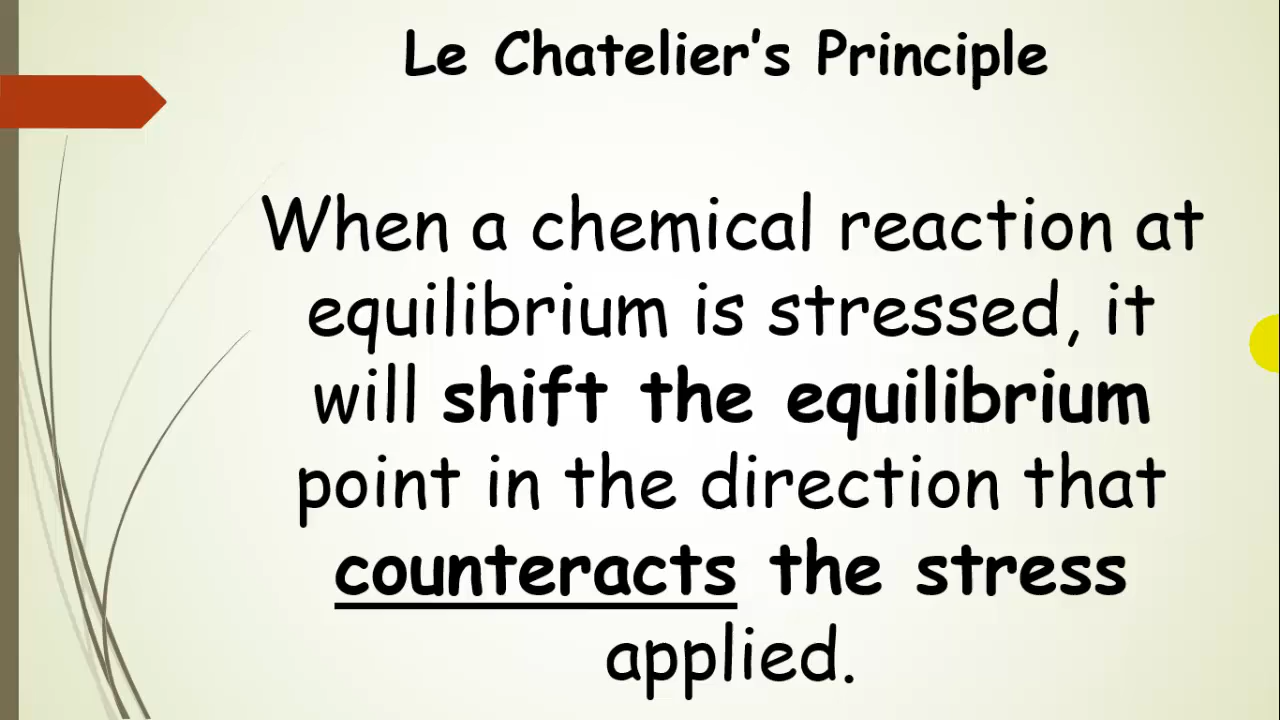 Le Chatelier’s Principle
When a chemical reaction at
equilibrium is stressed, it
will shift the equilibrium
point in the direction that
counteracts the stress
applied.